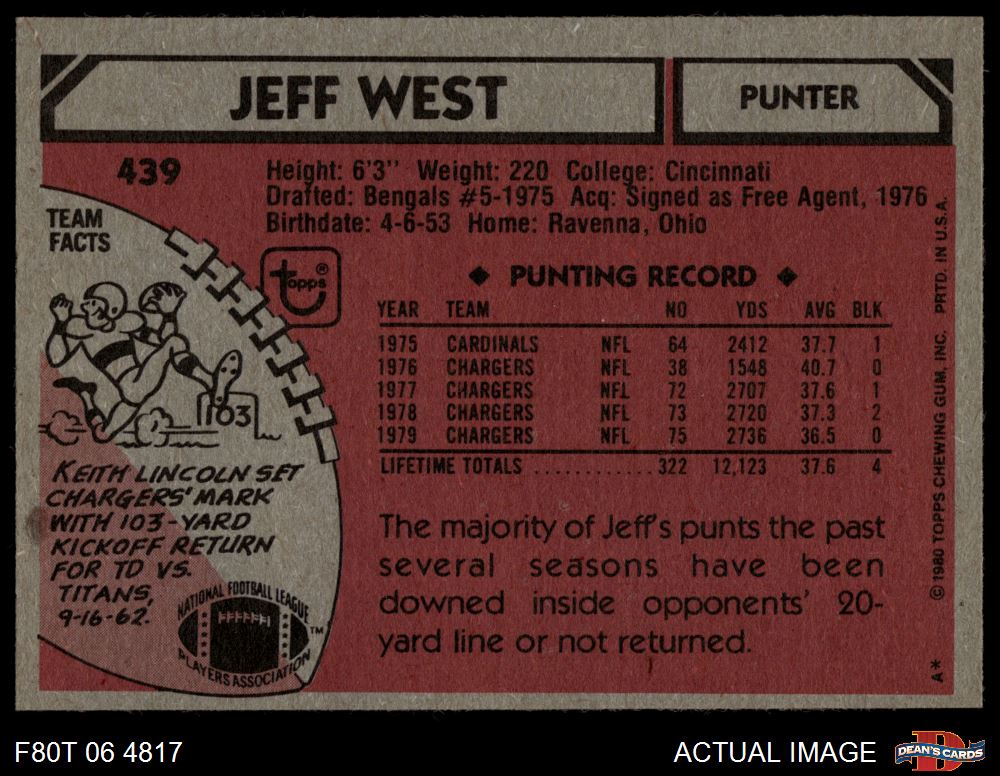 JEFF WEST
PUNTER
439
Height: 6'3'' Weight: 220 College: Cincinnati
Drafted: Bengals #5-1975 Acq: Signed as Free Agent, 1976
Birthdate: 4-6-53 Home: Ravenna, Ohio
TEAM
FACTS
topps®
103
KEITH LINCOLN SET
CHARGERS' MARK
WITH 103-YARD
KICKOFF RETURN
FOR TD VS.
TITANS,
9-16-62.
NATIONAL FOOTBALL LEAGUE
PLAYERS ASSOCIATION
TM
◆ PUNTING RECORD ◆
YEAR TEAM NO YDS AVG BLK
1975 CARDINALS NFL 64 2412 37.7 1
1976 CHARGERS NFL 38 1548 40.7 0
1977 CHARGERS NFL 72 2707 37.6 1
1978 CHARGERS NFL 73 2720 37.3 2
1979 CHARGERS NFL 75 2736 36.5 0
LIFETIME TOTALS ............322 12,123 37.6 4
The majority of Jeff's punts the past
several seasons have been
downed inside opponents' 20-
yard line or not returned.
A* © 1980 TOPPS CHEWING GUM, INC. PRTD. IN U.S.A.
F80T 06 4817
ACTUAL IMAGE
DEAN'S CARDS